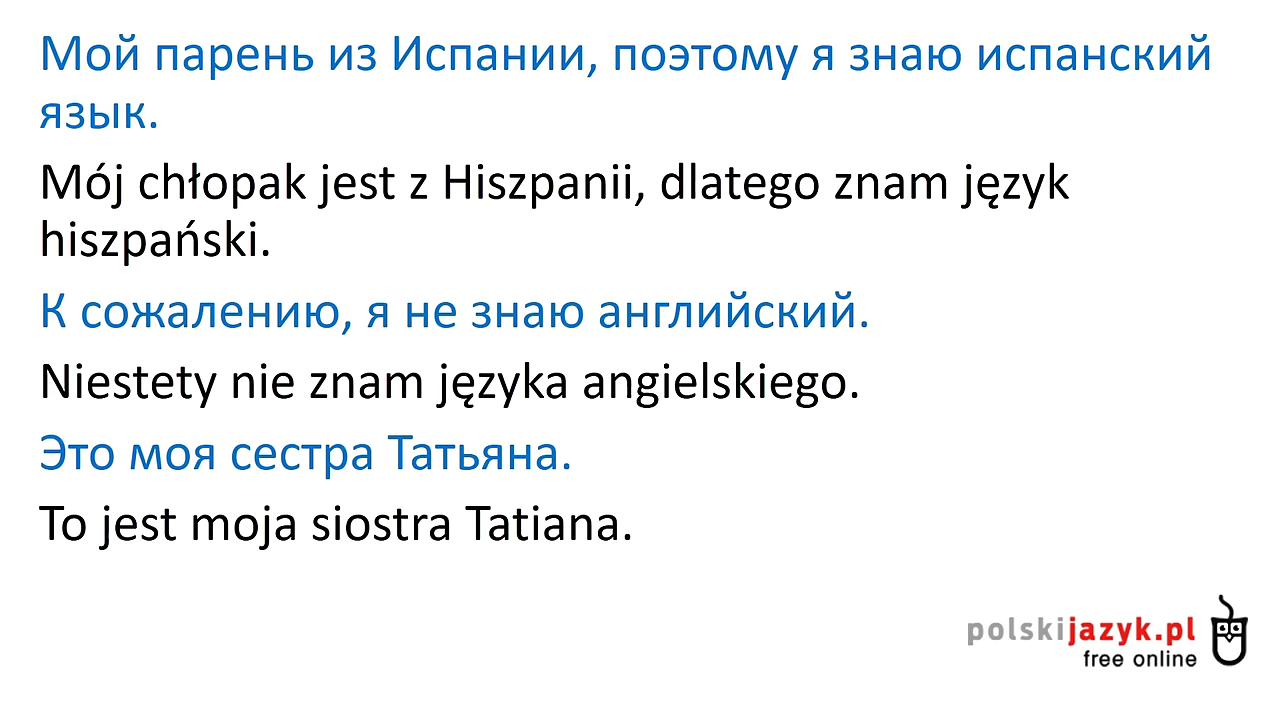 Мой парень из Испании, поэтому я знаю испанский
язык.
Mój chłopak jest z Hiszpanii, dlatego znam język
hiszpański.
К сожалению, я не знаю английский.
Niestety nie znam języka angielskiego.
Это моя сестра Татьяна.
To jest moja siostra Tatiana.
polskijazyk.pl
free online